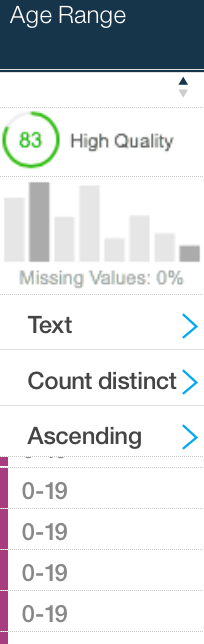 Age Range
83 High Quality
Missing Values: 0%
Text
Count distinct
Ascending
0-19
0-19
0-19
0-19